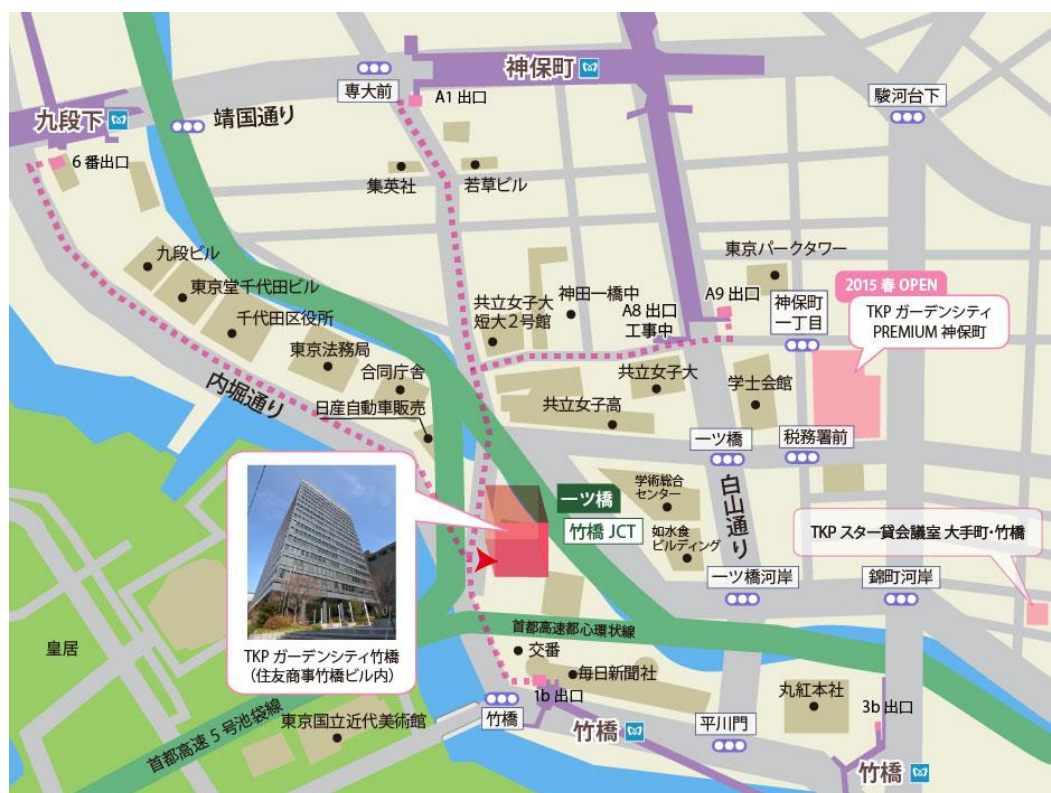 神保町
専大前
A1 出口
駿河台下
九段下
靖国通り
6 番出口
集英社
若草ビル
九段ビル
東京堂千代田ビル
千代田区役所
東京法務局
合同庁舎
日産自動車販売
内堀通り
共立女子大
短大2号館
神田一橋中
A8 出口
工事中
A9 出口
東京パークタワー
神保町
一丁目
2015 春 OPEN
TKP ガーデンシティ
PREMIUM 神保町
共立女子大
共立女子高
学士会館
一ツ橋
税務署前
白山通り
学術総合
センター
一ツ橋
竹橋 JCT
如水食
ビルディング
TKP スター貸会議室 大手町・竹橋
一ツ橋河岸
錦町河岸
首都高速都心環状線
TKP ガーデンシティ竹橋
(住友商事竹橋ビル内)
皇居
交番
毎日新聞社
1b 出口
丸紅本社
3b 出口
首都高速 5 号池袋線
東京国立近代美術館
竹橋
竹橋
平川門
竹橋